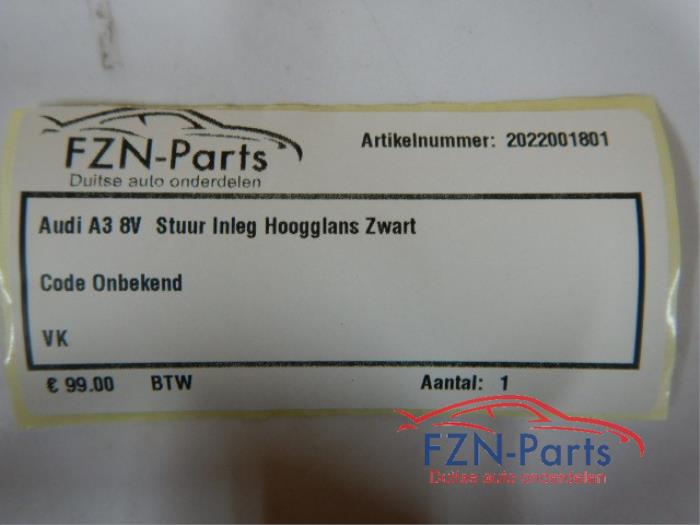 FZN-Parts
Duitse auto onderdelen
Artikelnummer: 2022001801
Audi A3 8V Stuur Inleg Hoogglans Zwart
Code Onbekend
VK
€ 99.00 BTW Aantal: 1
FZN-Parts
Duitse auto onderdelen